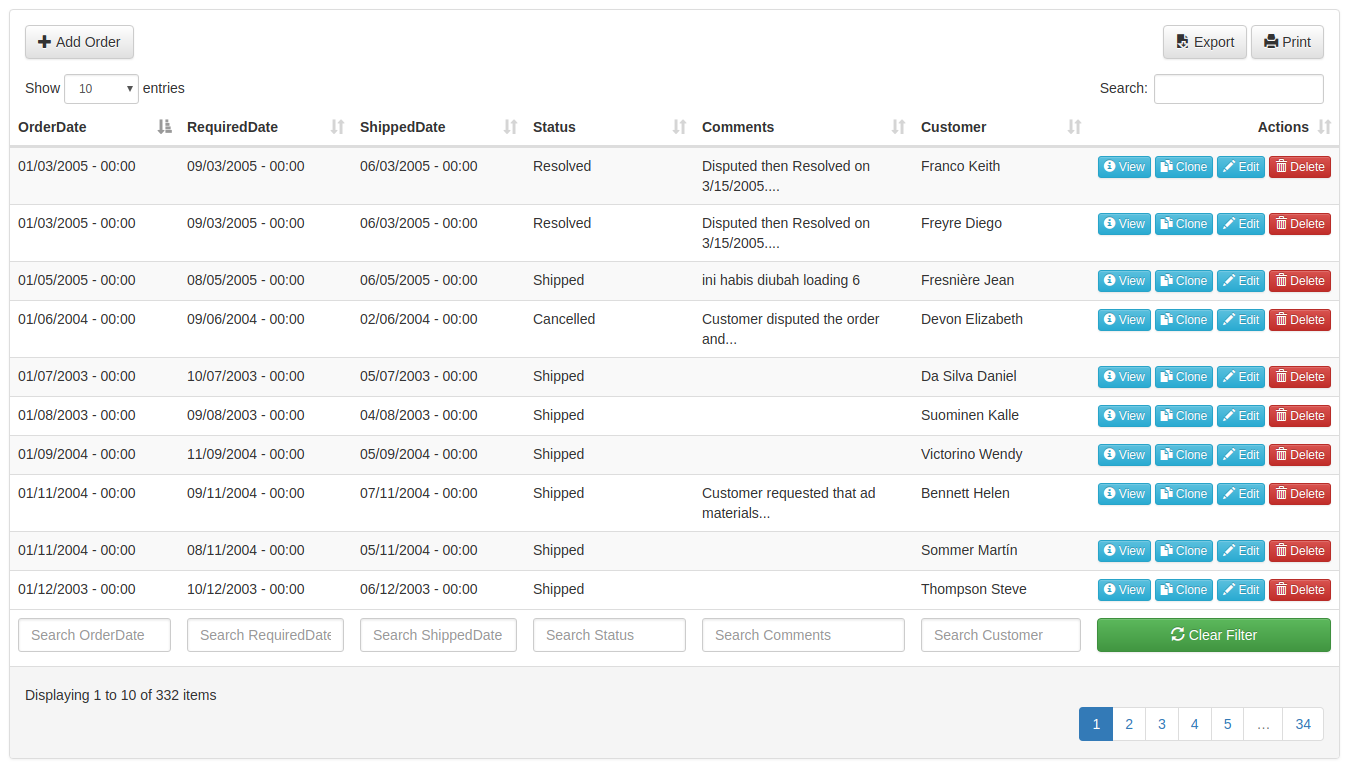 Add Order Export Print
Show 10 entries Search:
OrderDate RequiredDate ShippedDate Status Comments Customer Actions
01/03/2005 - 00:00 09/03/2005 - 00:00 06/03/2005 - 00:00 Resolved Disputed then Resolved on Franco Keith View Clone Edit Delete
3/15/2005....
01/03/2005 - 00:00 09/03/2005 - 00:00 06/03/2005 - 00:00 Resolved Disputed then Resolved on Freyre Diego View Clone Edit Delete
3/15/2005....
01/05/2005 - 00:00 08/05/2005 - 00:00 06/05/2005 - 00:00 Shipped ini habis diubah loading 6 Fresnière Jean View Clone Edit Delete
01/06/2004 - 00:00 09/06/2004 - 00:00 02/06/2004 - 00:00 Cancelled Customer disputed the order Devon Elizabeth View Clone Edit Delete
and...
01/07/2003 - 00:00 10/07/2003 - 00:00 05/07/2003 - 00:00 Shipped Da Silva Daniel View Clone Edit Delete
01/08/2003 - 00:00 09/08/2003 - 00:00 04/08/2003 - 00:00 Shipped Suominen Kalle View Clone Edit Delete
01/09/2004 - 00:00 11/09/2004 - 00:00 05/09/2004 - 00:00 Shipped Victorino Wendy View Clone Edit Delete
01/11/2004 - 00:00 09/11/2004 - 00:00 07/11/2004 - 00:00 Shipped Customer requested that ad Bennett Helen View Clone Edit Delete
materials...
01/11/2004 - 00:00 08/11/2004 - 00:00 05/11/2004 - 00:00 Shipped Sommer Martín View Clone Edit Delete
01/12/2003 - 00:00 10/12/2003 - 00:00 06/12/2003 - 00:00 Shipped Thompson Steve View Clone Edit Delete
Search OrderDate Search RequiredDate Search ShippedDate Search Status Search Comments Search Customer Clear Filter
Displaying 1 to 10 of 332 items
1 2 3 4 5 … 34